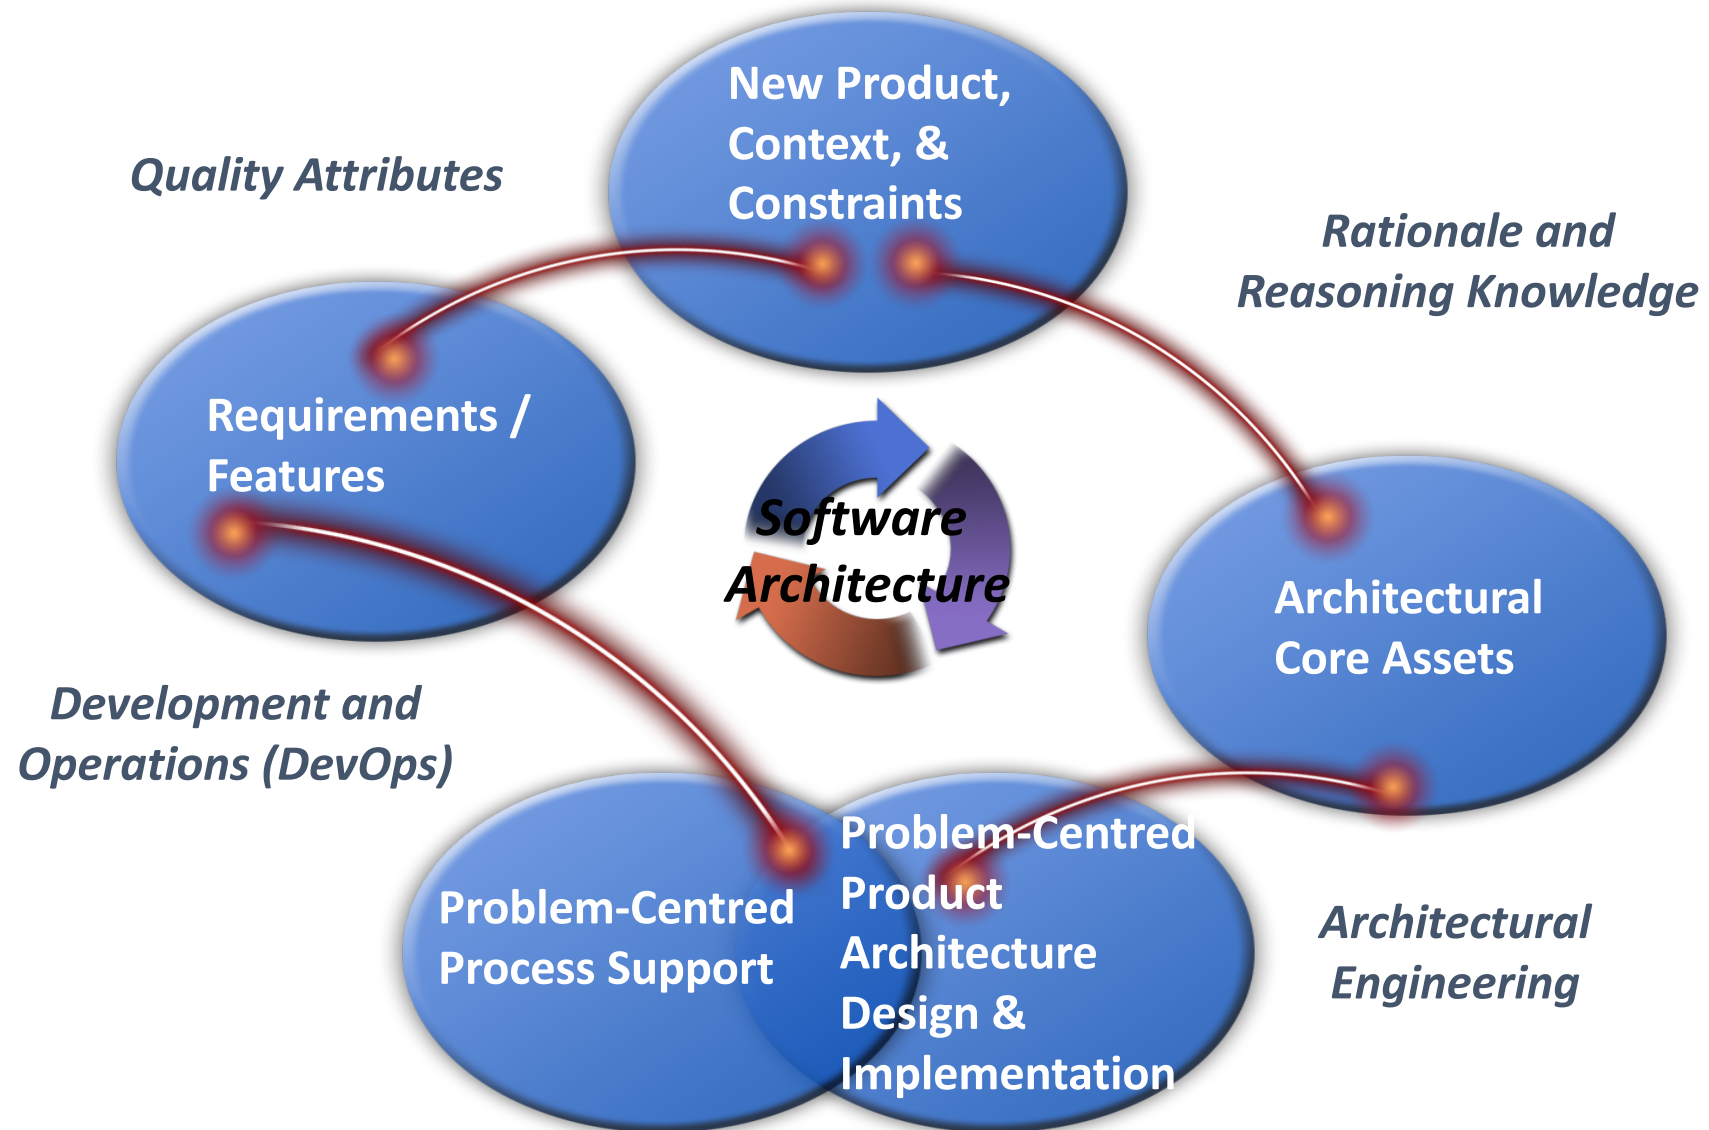 New Product,
Context, &
Constraints
Quality Attributes
Rationale and
Reasoning Knowledge
Requirements /
Features
Software
Architecture
Architectural
Core Assets
Development and
Operations (DevOps)
Problem-Centred
Process Support
Problem-Centred
Product
Architecture
Design &
Implementation
Architectural
Engineering